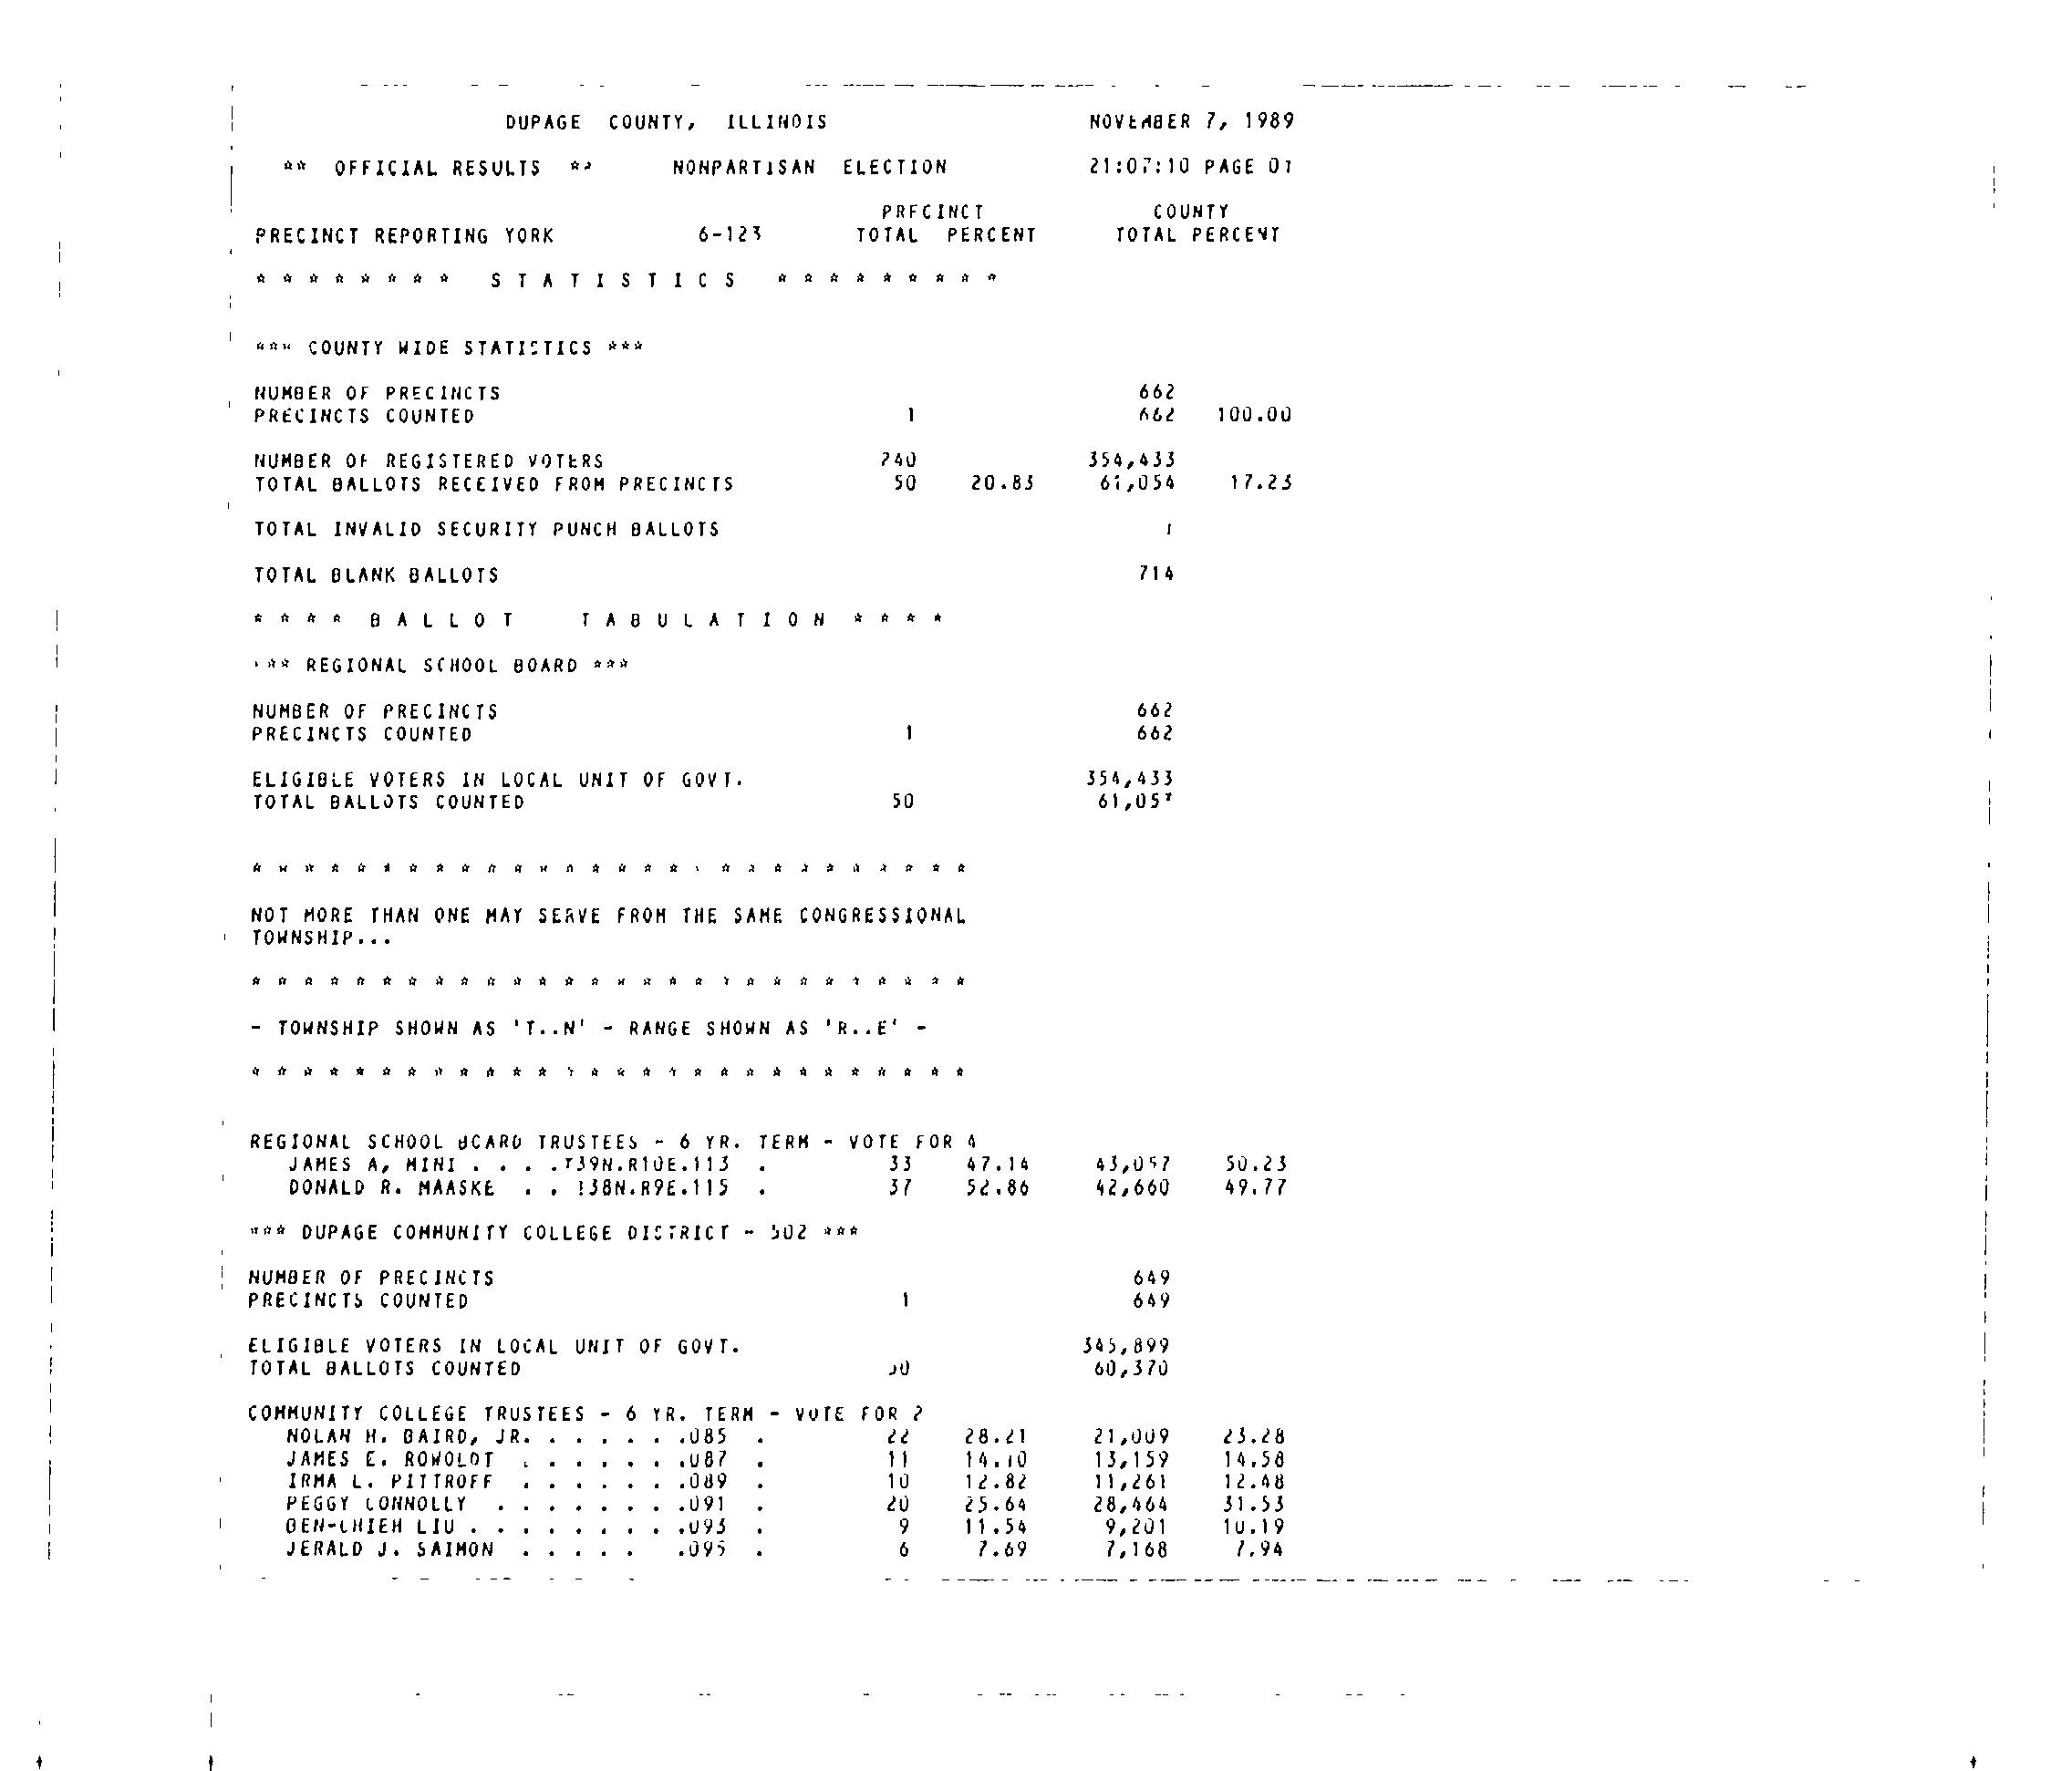 DUPAGE COUNTY, ILLINOIS NOVEMBER 7, 1989
** OFFICIAL RESULTS ** NONPARTISAN ELECTION 21:07:10 PAGE 01
PRECINCT COUNTY
PRECINCT REPORTING YORK 6-123 TOTAL PERCENT TOTAL PERCENT
* * * * * * * * S T A T I S T I C S * * * * * * * * *
*** COUNTY WIDE STATISTICS ***
NUMBER OF PRECINCTS 662
PRECINCTS COUNTED 1 662 100.00
NUMBER OF REGISTERED VOTERS 240 354,433
TOTAL BALLOTS RECEIVED FROM PRECINCTS 50 20.83 61,054 17.23
TOTAL INVALID SECURITY PUNCH BALLOTS 1
TOTAL BLANK BALLOTS 714
* * * * B A L L O T T A B U L A T I O N * * * *
*** REGIONAL SCHOOL BOARD ***
NUMBER OF PRECINCTS 662
PRECINCTS COUNTED 1 662
ELIGIBLE VOTERS IN LOCAL UNIT OF GOVT. 354,433
TOTAL BALLOTS COUNTED 50
* * * * * * * * * * * * * * * * * * * * * * * * * * * *
NOT MORE THAN ONE MAY SERVE FROM THE SAME CONGRESSIONAL
TOWNSHIP...
* * * * * * * * * * * * * * * * * * * * * * * * * * * *
- TOWNSHIP SHOWN AS 'T..N' - RANGE SHOWN AS 'R..E' -
* * * * * * * * * * * * * * * * * * * * * * * * * * * *
REGIONAL SCHOOL BOARD TRUSTEES - 6 YR. TERM - VOTE FOR 4
JAMES A, MINI . . . .T39N.R10E.113 . 33 47.14 43,057 50.23
DONALD R. MAASKE . . T38N.R9E.115 . 37 52.86 42,660 49.77
*** DUPAGE COMMUNITY COLLEGE DISTRICT - 502 ***
NUMBER OF PRECINCTS 649
PRECINCTS COUNTED 1 649
ELIGIBLE VOTERS IN LOCAL UNIT OF GOVT. 345,899
TOTAL BALLOTS COUNTED 50 60,370
COMMUNITY COLLEGE TRUSTEES - 6 YR. TERM - VOTE FOR 2
NOLAN H. BAIRD, JR. . . . . . .085 . 22 28.21 21,009 23.28
JAMES E. ROWOLDT . . . . . . .087 . 11 14.10 13,159 14.58
IRMA L. PITTROFF . . . . . . .089 . 10 12.82 11,261 12.48
PEGGY CONNOLLY . . . . . . . .091 . 20 25.64 28,464 31.53
BEN-CHIEH LIU . . . . . . . . .093 . 9 11.54 9,201 10.19
JERALD J. SAIMON . . . . . .095 . 6 7.69 7,168 7.94